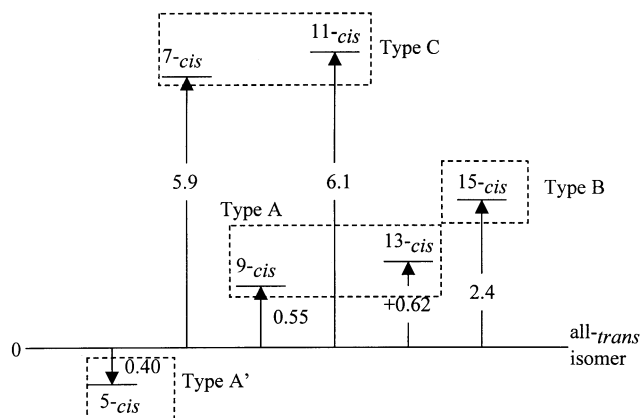 11-cis
7-cis
Type C
5.9
6.1
15-cis
Type B
Type A
13-cis
9-cis
+0.62
2.4
0.55
all-trans
isomer
0
0.40
Type A’
5-cis